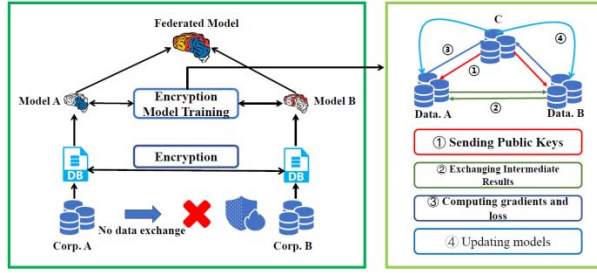 Federated Model
Model A
Encryption
Model Training
Model B
DB
Encryption
DB
No data exchange
Corp. A
Corp. B
C
③
④
①
②
Data. A
Data. B
① Sending Public Keys
② Exchanging Intermediate
Results
③ Computing gradients and
loss
④ Updating models